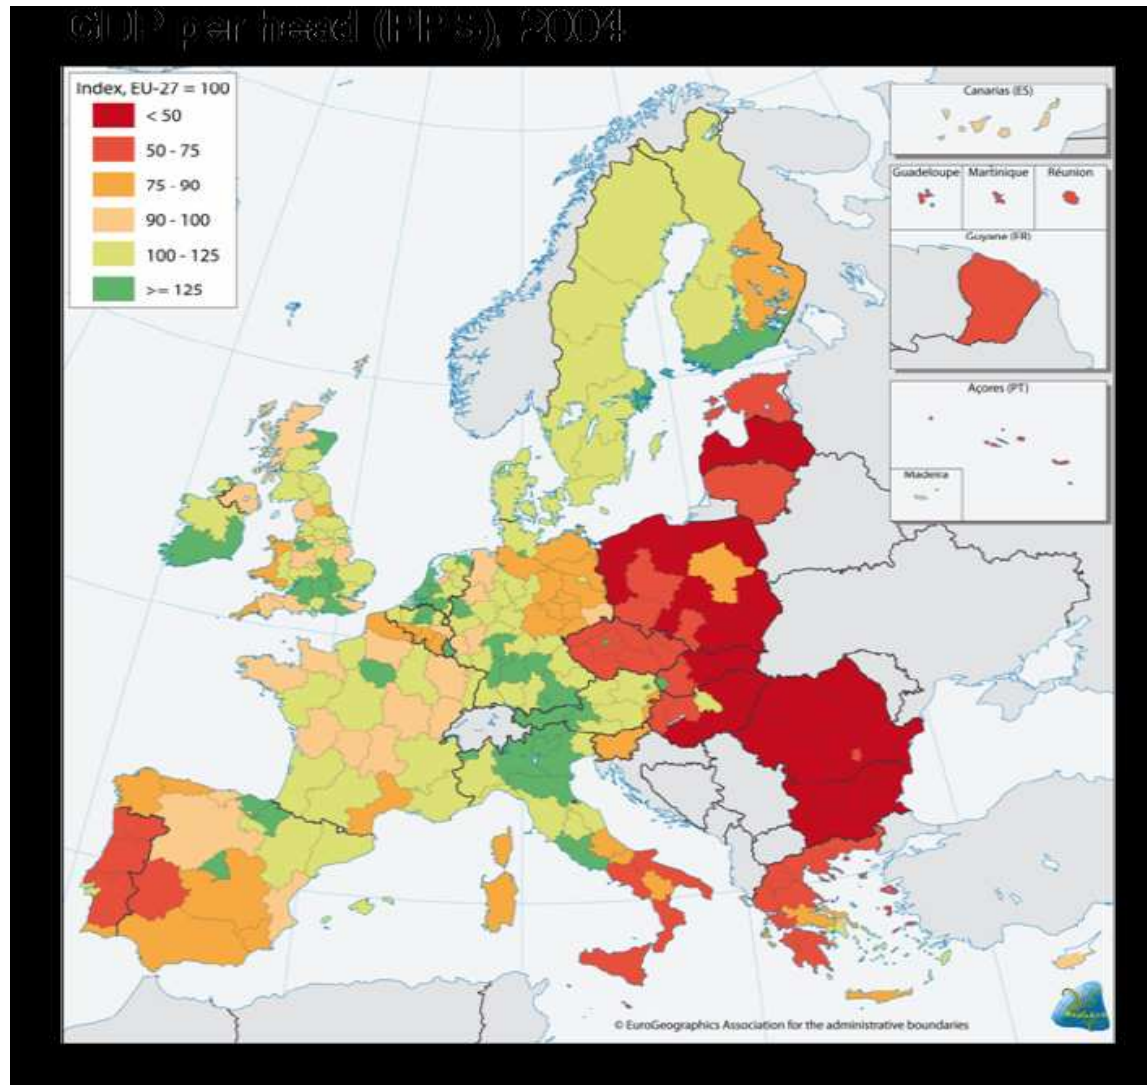 GDP per head (PPS), 2004
Index, EU-27 = 100
< 50
50 - 75
75 - 90
90 - 100
100 - 125
>= 125
Canarias (ES)
Guadeloupe Martinique Réunion
Guyane (FR)
Açores (PT)
Madeira
© EuroGeographics Association for the administrative boundaries